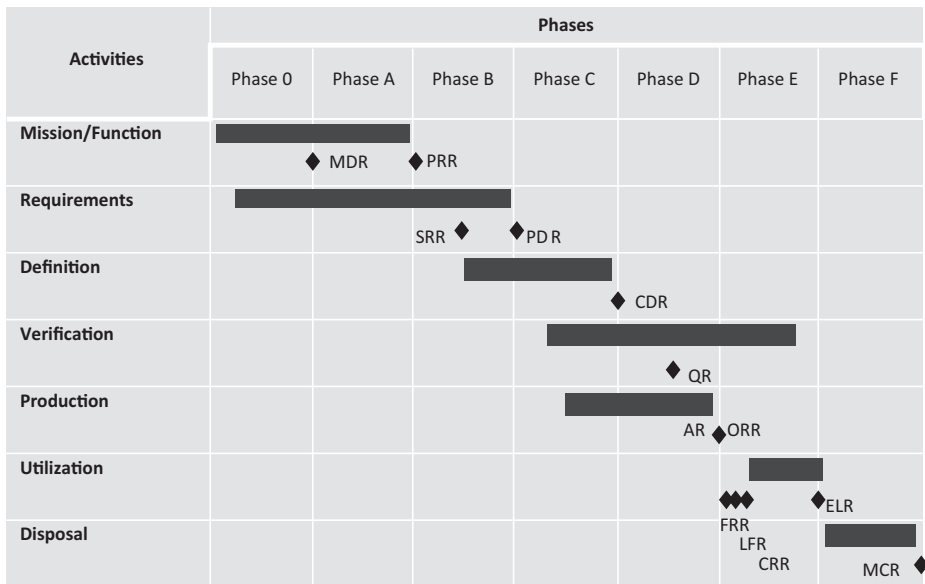 Phases
Activities
Phase 0 Phase A Phase B Phase C Phase D Phase E Phase F
Mission/Function
MDR PRR
Requirements
SRR PD R
Definition
CDR
Verification
QR
Production
AR ORR
Utilization
ELR
FRR
Disposal
LFR
CRR
MCR